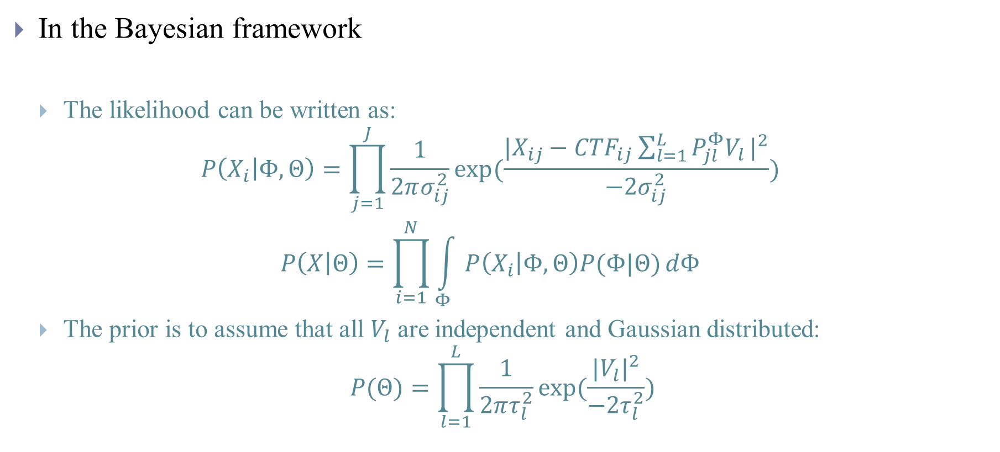 In the Bayesian framework
The likelihood can be written as:
$P(X_i|\Phi,\Theta) = \prod_{j=1}^{J} \frac{1}{2\pi\sigma_{ij}^2} \exp(\frac{|X_{ij} - CTF_{ij} \sum_{l=1}^{L} P_{jl}^{\Phi} V_l|^2}{-2\sigma_{ij}^2})$
$P(X|\Theta) = \prod_{i=1}^{N} \int_{\Phi} P(X_i|\Phi,\Theta)P(\Phi|\Theta)\,d\Phi$
The prior is to assume that all $V_l$ are independent and Gaussian distributed:
$P(\Theta) = \prod_{l=1}^{L} \frac{1}{2\pi\tau_l^2} \exp(\frac{|V_l|^2}{-2\tau_l^2})$